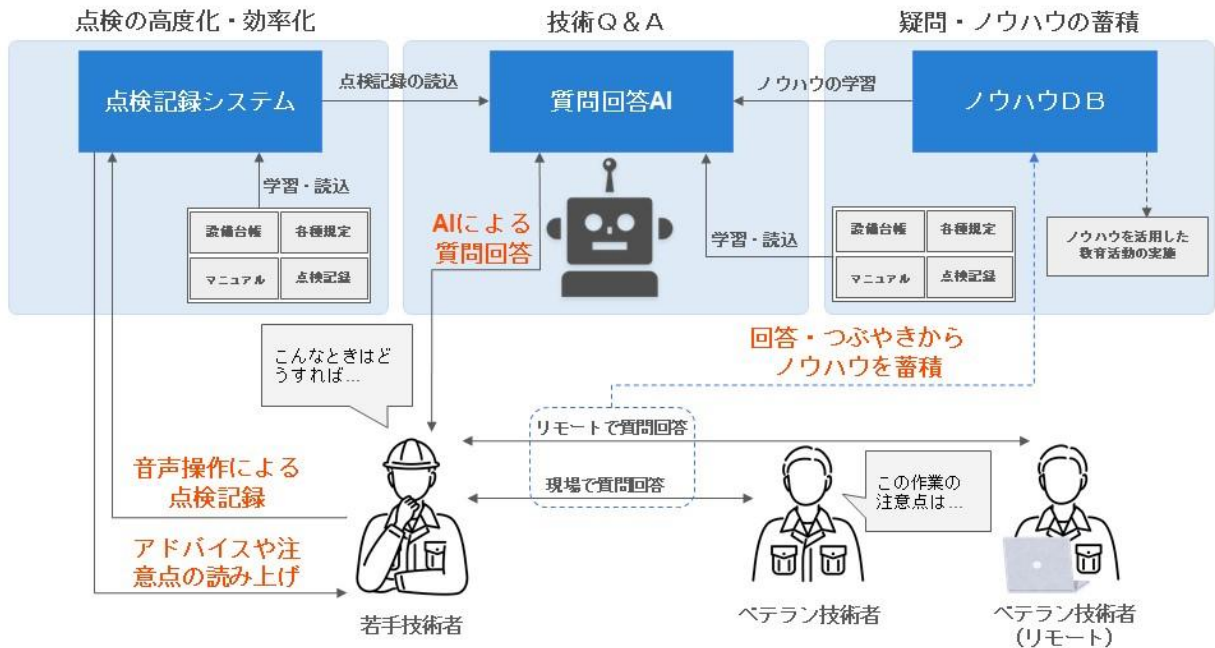 点検の高度化・効率化
技術Q&A
疑問・ノウハウの蓄積
点検記録システム
点検記録の読込
質問回答AI
ノウハウの学習
ノウハウDB
学習・読込
設備台帳
各種規定
マニュアル
点検記録
AIによる
質問回答
学習・読込
設備台帳
各種規定
マニュアル
点検記録
ノウハウを活用した
教育活動の実施
こんなときはど
うすれば…
回答・つぶやきから
ノウハウを蓄積
リモートで質問回答
現場で質問回答
音声操作による
点検記録
この作業の
注意点は…
アドバイスや注
意点の読み上げ
若手技術者
ベテラン技術者
ベテラン技術者
(リモート)